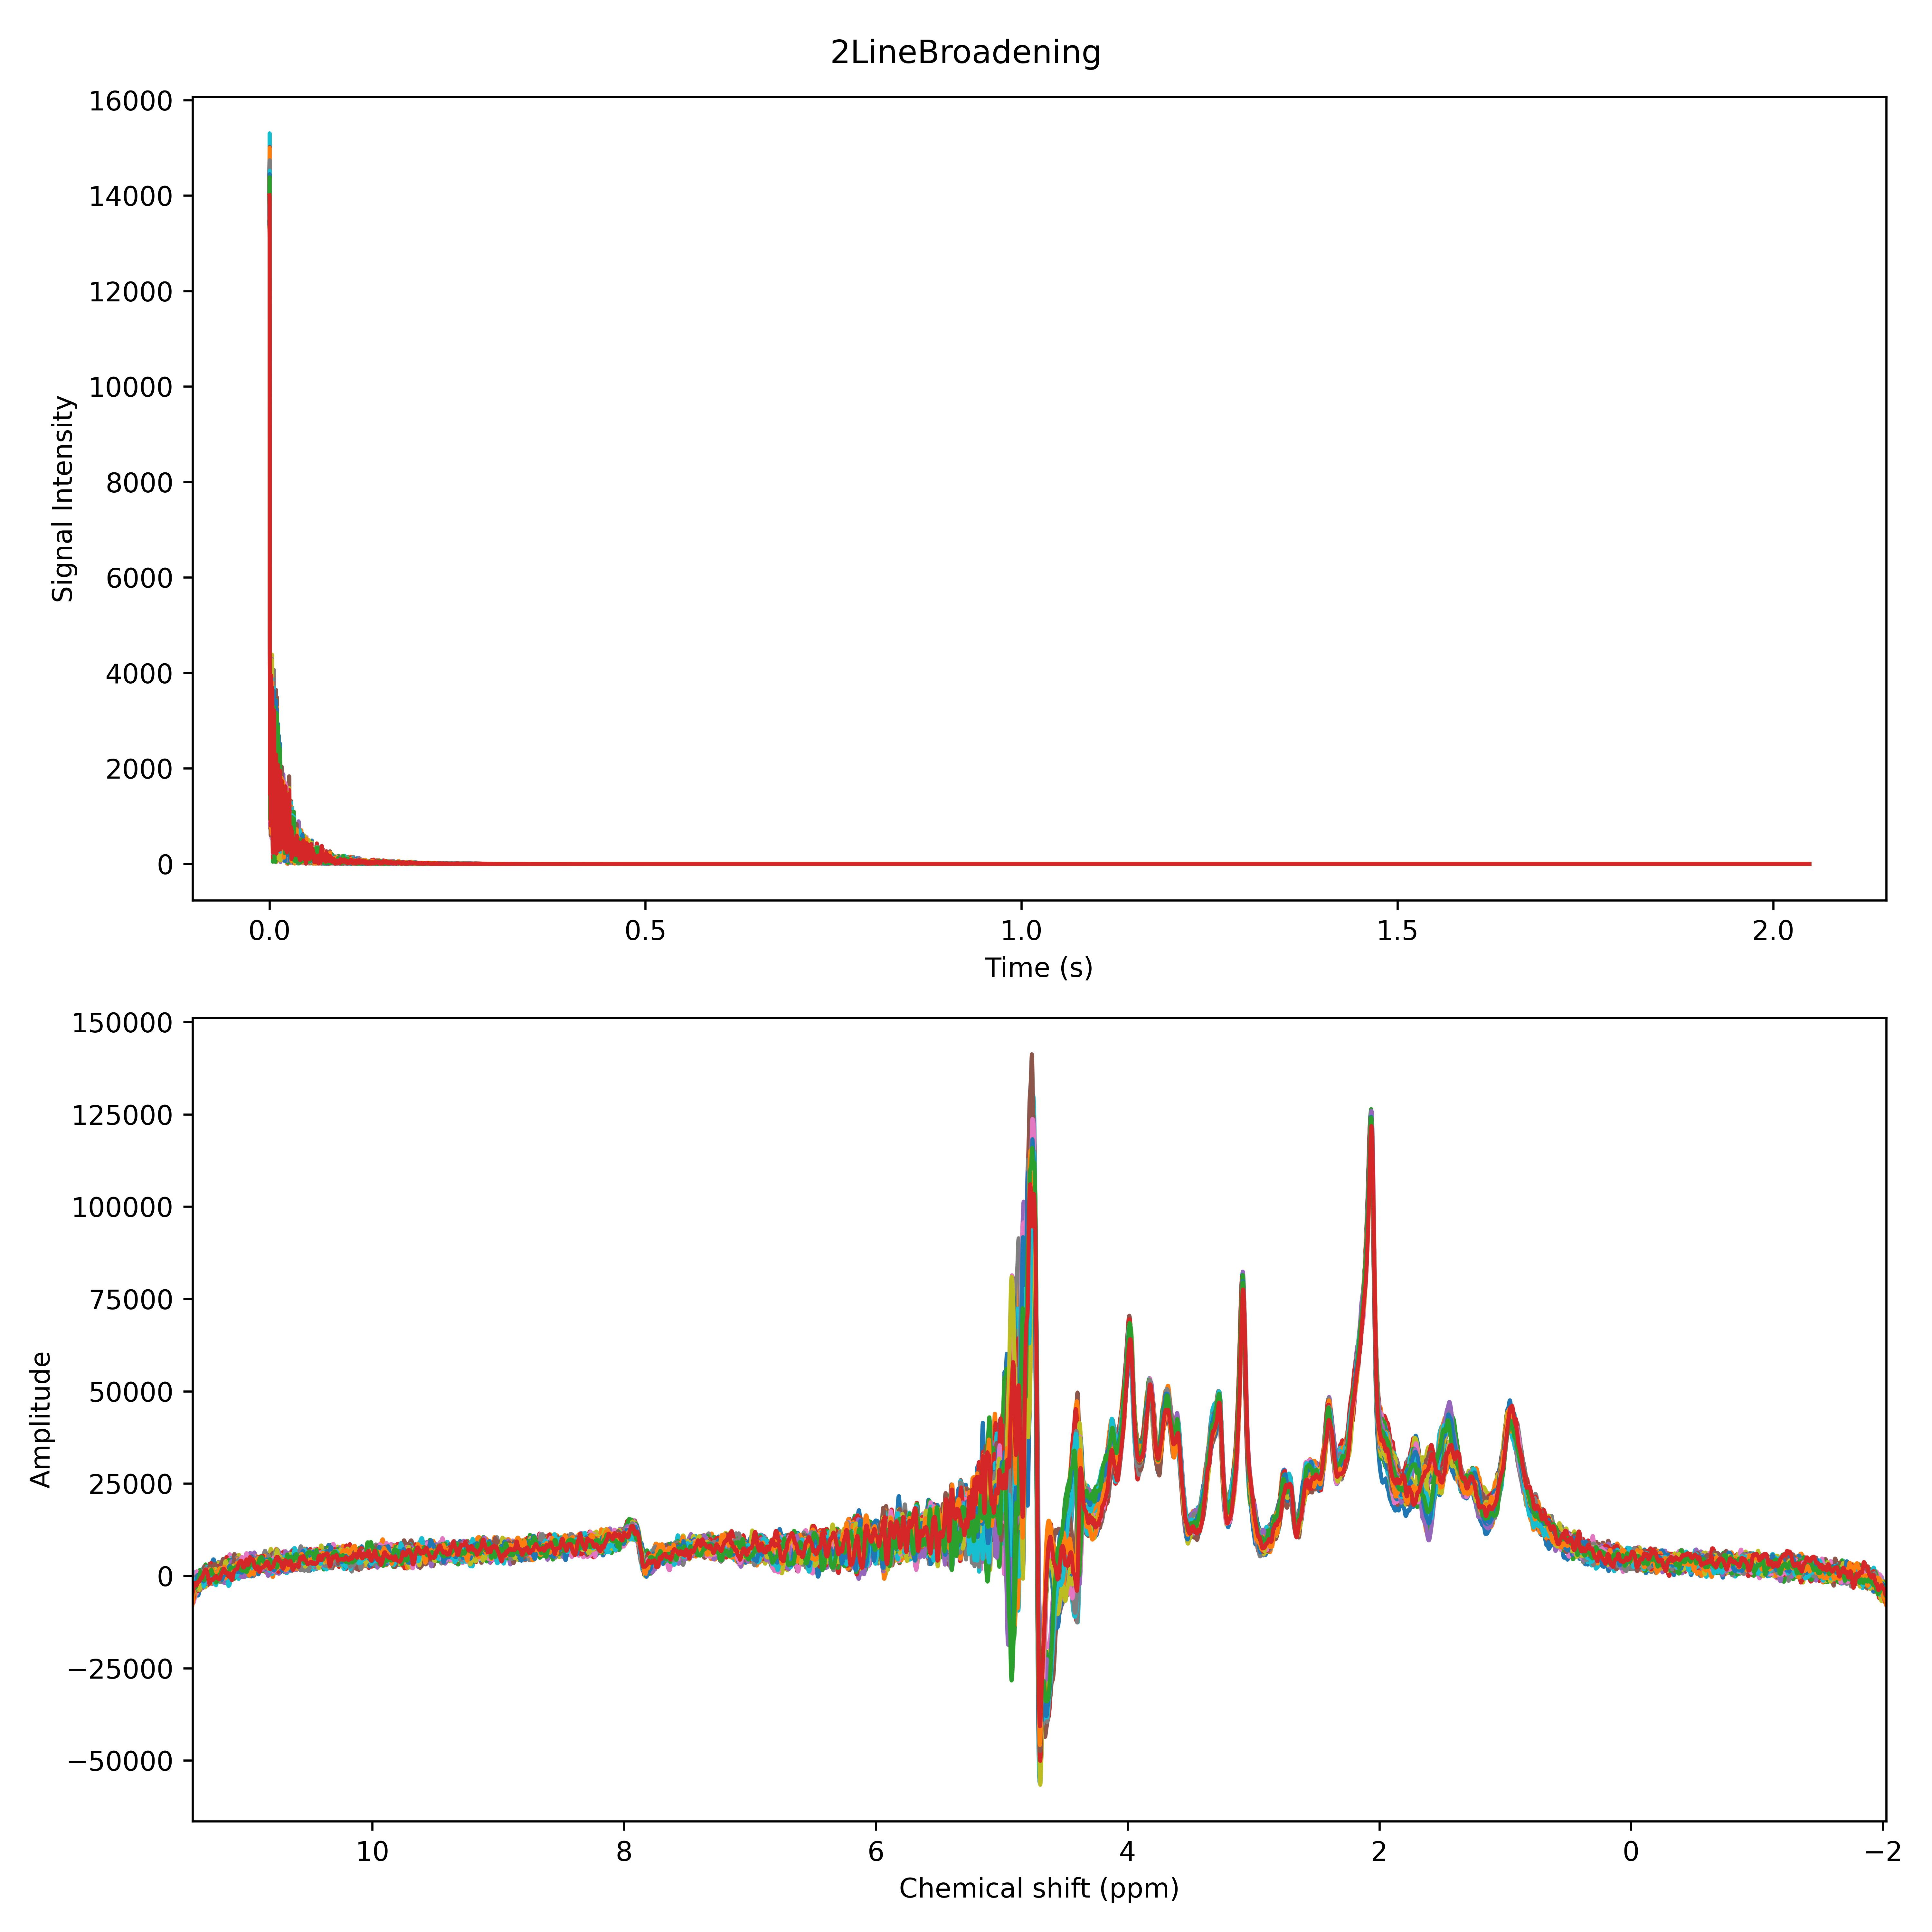 2LineBroadening
16000
14000
12000
10000
8000
6000
4000
2000
0
Signal Intensity
0.0 0.5 1.0 1.5 2.0
Time (s)
150000
125000
100000
75000
50000
25000
0
−25000
−50000
Amplitude
10 8 6 4 2 0 −2
Chemical shift (ppm)